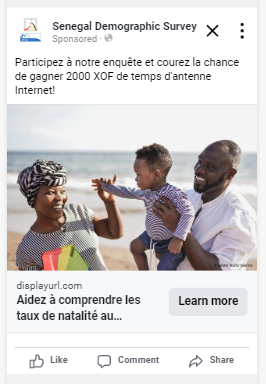 Senegal Demographic Survey
Sponsored ·
Participez à notre enquête et courez la chance
de gagner 2000 XOF de temps d'antenne
Internet!
displayurl.com
Aidez à comprendre les
taux de natalité au...
Learn more
Like
Comment
Share